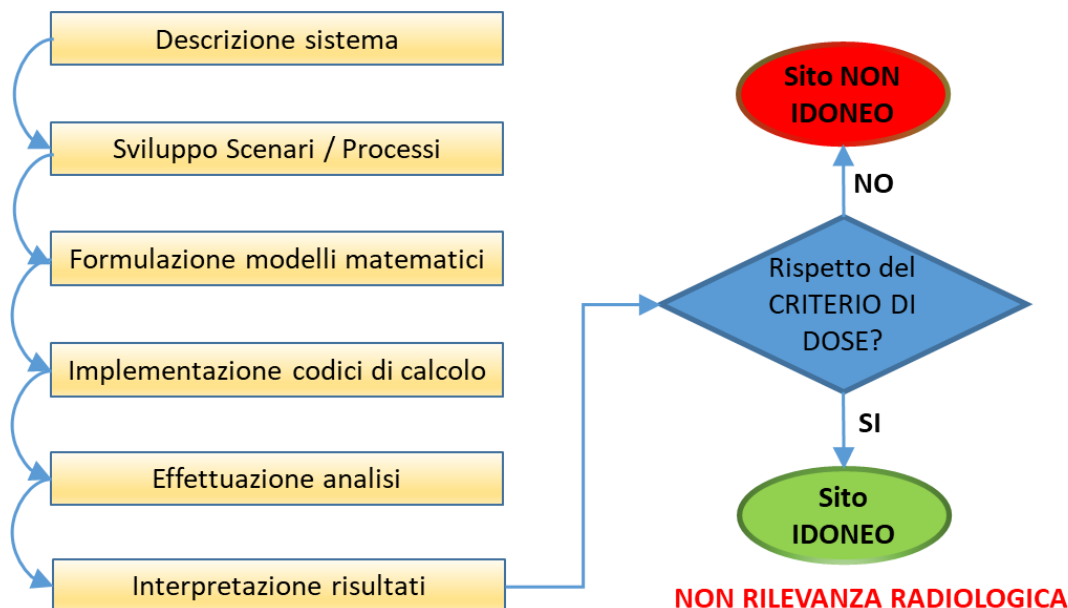 Descrizione sistema
Sviluppo Scenari / Processi
Formulazione modelli matematici
Implementazione codici di calcolo
Effettuazione analisi
Interpretazione risultati
Sito NON
IDONEO
NO
Rispetto del
CRITERIO DI
DOSE?
SI
Sito
IDONEO
NON RILEVANZA RADIOLOGICA